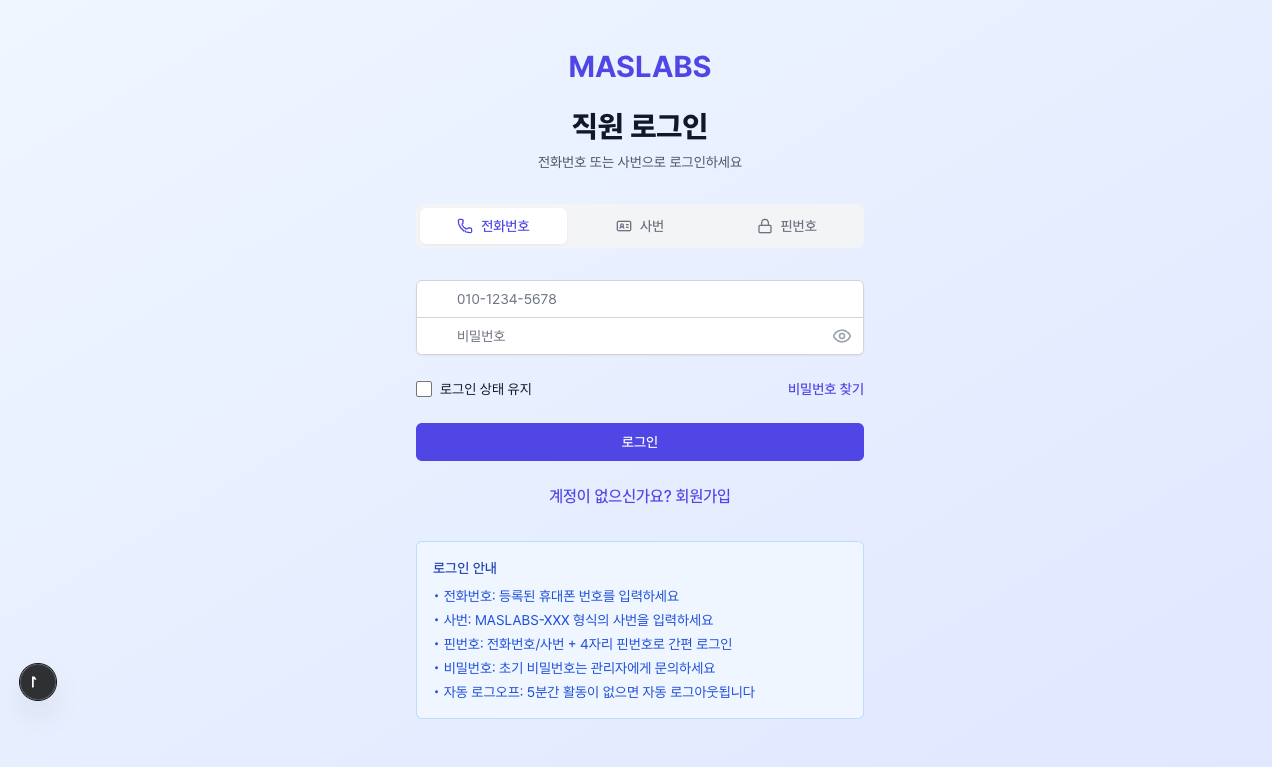 MASLABS
직원 로그인
전화번호 또는 사번으로 로그인하세요
전화번호 사번 핀번호
010-1234-5678
비밀번호
로그인 상태 유지 비밀번호 찾기
로그인
계정이 없으신가요? 회원가입
로그인 안내
• 전화번호: 등록된 휴대폰 번호를 입력하세요
• 사번: MASLABS-XXX 형식의 사번을 입력하세요
• 핀번호: 전화번호/사번 + 4자리 핀번호로 간편 로그인
• 비밀번호: 초기 비밀번호는 관리자에게 문의하세요
• 자동 로그오프: 5분간 활동이 없으면 자동 로그아웃됩니다